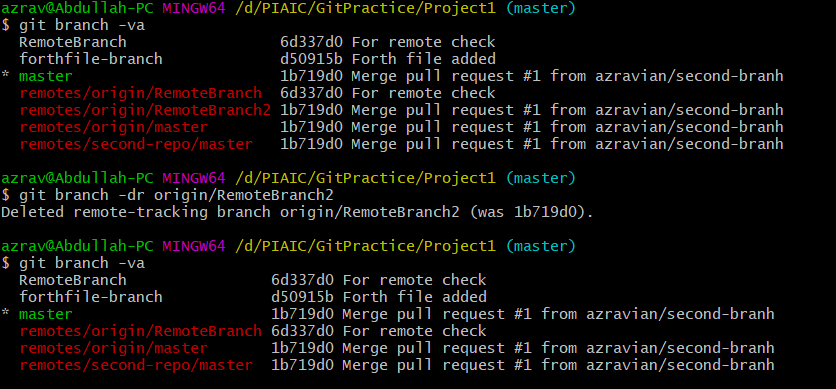 azrav@Abdullah-PC MINGW64 /d/PIAIC/GitPractice/Project1 (master)
$ git branch -va
  RemoteBranch                 6d337d0 For remote check
  forthfile-branch             d50915b Forth file added
* master                       1b719d0 Merge pull request #1 from azravian/second-branh
  remotes/origin/RemoteBranch  6d337d0 For remote check
  remotes/origin/RemoteBranch2 1b719d0 Merge pull request #1 from azravian/second-branh
  remotes/origin/master        1b719d0 Merge pull request #1 from azravian/second-branh
  remotes/second-repo/master   1b719d0 Merge pull request #1 from azravian/second-branh
azrav@Abdullah-PC MINGW64 /d/PIAIC/GitPractice/Project1 (master)
$ git branch -dr origin/RemoteBranch2
Deleted remote-tracking branch origin/RemoteBranch2 (was 1b719d0).
azrav@Abdullah-PC MINGW64 /d/PIAIC/GitPractice/Project1 (master)
$ git branch -va
  RemoteBranch                6d337d0 For remote check
  forthfile-branch            d50915b Forth file added
* master                      1b719d0 Merge pull request #1 from azravian/second-branh
  remotes/origin/RemoteBranch 6d337d0 For remote check
  remotes/origin/master       1b719d0 Merge pull request #1 from azravian/second-branh
  remotes/second-repo/master  1b719d0 Merge pull request #1 from azravian/second-branh